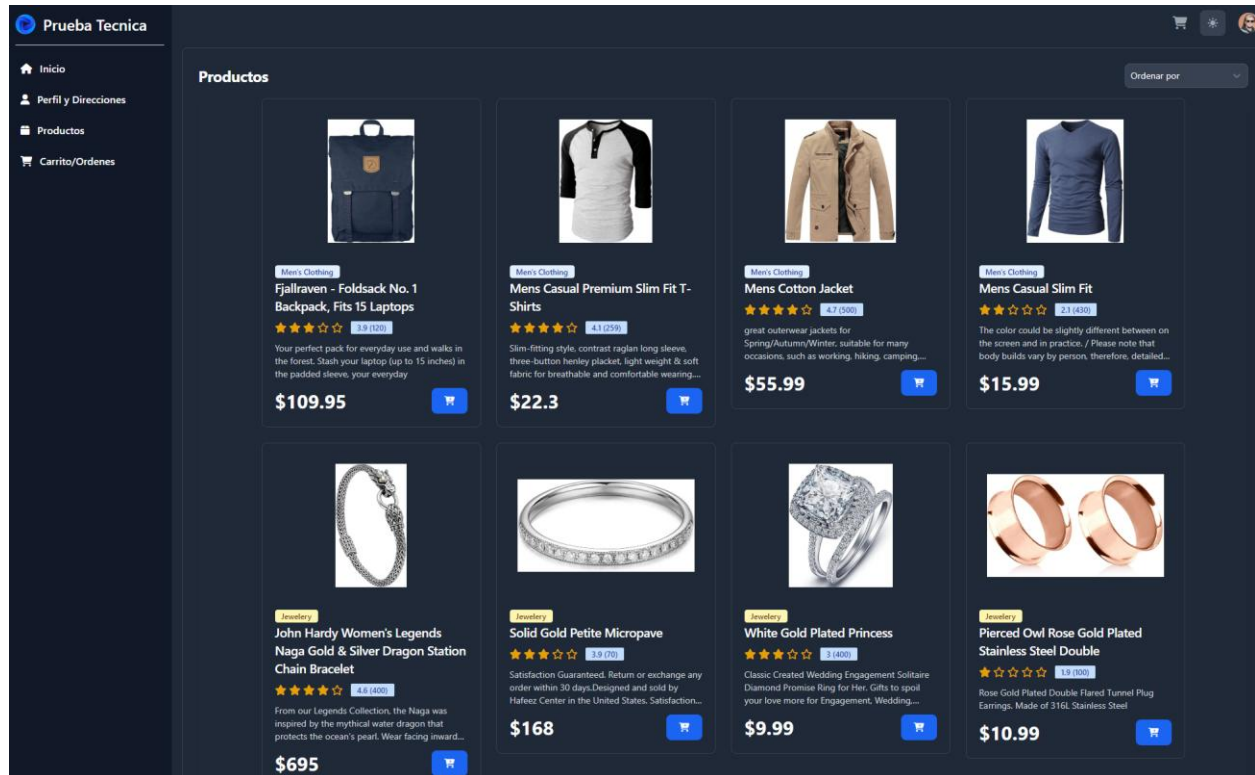 Prueba Tecnica
Inicio
Perfil y Direcciones
Productos
Carrito/Ordenes
Productos
Ordenar por
Men's Clothing
Fjallraven - Foldsack No. 1
Backpack, Fits 15 Laptops
3.9 (120)
Your perfect pack for everyday use and walks in
the forest. Stash your laptop (up to 15 inches) in
the padded sleeve, your everyday
$109.95
Men's Clothing
Mens Casual Premium Slim Fit T-
Shirts
4.1 (259)
Slim-fitting style, contrast raglan long sleeve,
three-button henley placket, light weight & soft
fabric for breathable and comfortable wearing....
$22.3
Men's Clothing
Mens Cotton Jacket
4.7 (500)
great outerwear jackets for
Spring/Autumn/Winter, suitable for many
occasions, such as working, hiking, camping,...
$55.99
Men's Clothing
Mens Casual Slim Fit
2.1 (430)
The color could be slightly different between on
the screen and in practice. / Please note that
body builds vary by person, therefore, detailed...
$15.99
Jewelery
John Hardy Women's Legends
Naga Gold & Silver Dragon Station
Chain Bracelet
4.6 (400)
From our Legends Collection, the Naga was
inspired by the mythical water dragon that
protects the ocean's pearl. Wear facing inward...
$695
Jewelery
Solid Gold Petite Micropave
3.9 (70)
Satisfaction Guaranteed. Return or exchange any
order within 30 days.Designed and sold by
Hafeez Center in the United States. Satisfaction...
$168
Jewelery
White Gold Plated Princess
3 (400)
Classic Created Wedding Engagement Solitaire
Diamond Promise Ring for Her. Gifts to spoil
your love more for Engagement, Wedding,...
$9.99
Jewelery
Pierced Owl Rose Gold Plated
Stainless Steel Double
1.9 (100)
Rose Gold Plated Double Flared Tunnel Plug
Earrings. Made of 316L Stainless Steel
$10.99